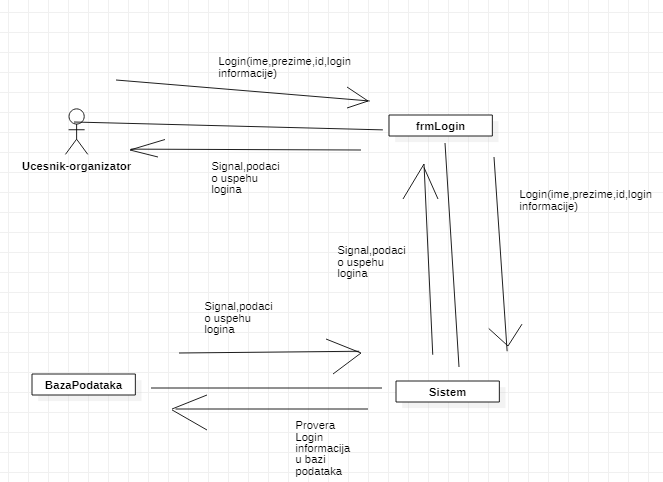 Login(ime,prezime,id,login
informacije)
frmLogin
Ucesnik-organizator
Signal,podaci
o uspehu
logina
Login(ime,prezime,id,login
informacije)
Signal,podaci
o uspehu
logina
Signal,podaci
o uspehu
logina
BazaPodataka
Sistem
Provera
Login
informacija
u bazi
podataka